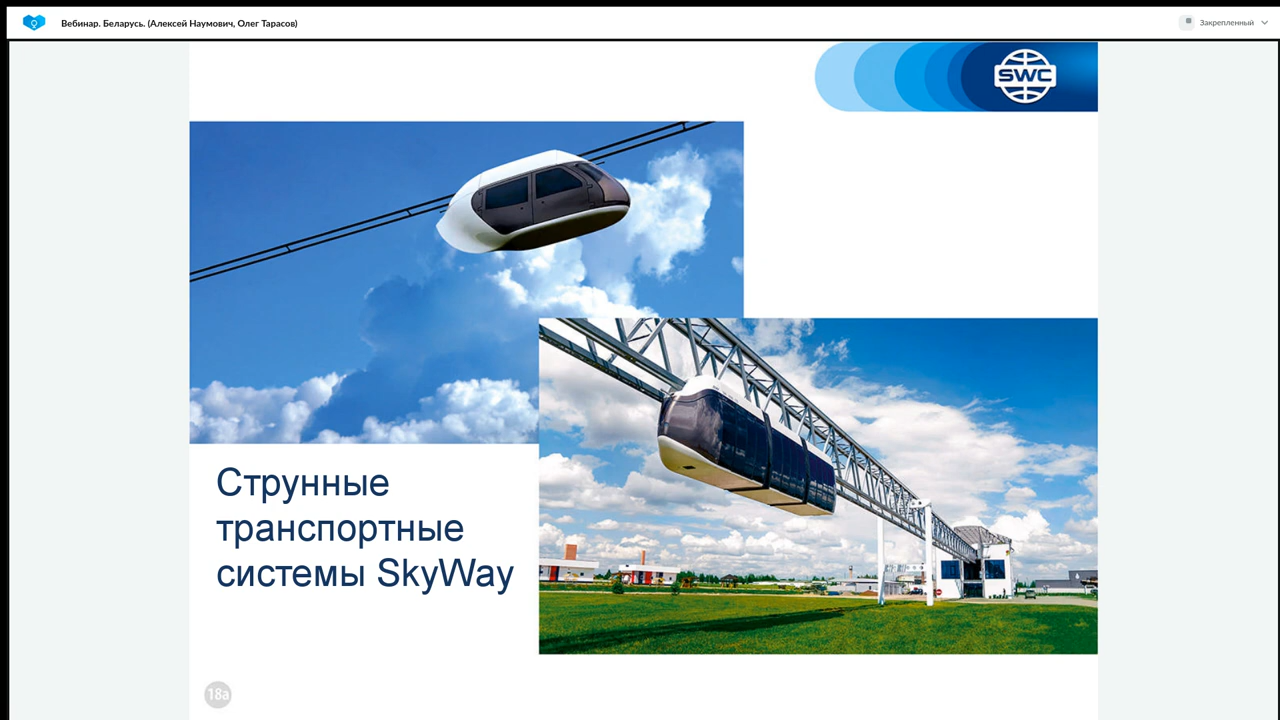 Вебинар. Беларусь. (Алексей Наумович, Олег Тарасов)
Закрепленный
SWC
Струнные
транспортные
системы SkyWay
18a